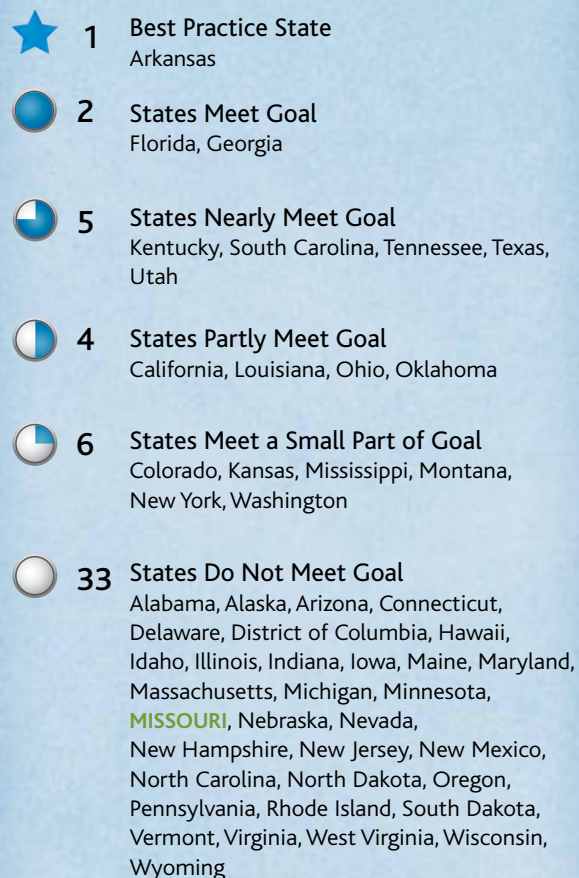 1 Best Practice State
Arkansas
2 States Meet Goal
Florida, Georgia
5 States Nearly Meet Goal
Kentucky, South Carolina, Tennessee, Texas,
Utah
4 States Partly Meet Goal
California, Louisiana, Ohio, Oklahoma
6 States Meet a Small Part of Goal
Colorado, Kansas, Mississippi, Montana,
New York, Washington
33 States Do Not Meet Goal
Alabama, Alaska, Arizona, Connecticut,
Delaware, District of Columbia, Hawaii,
Idaho, Illinois, Indiana, Iowa, Maine, Maryland,
Massachusetts, Michigan, Minnesota,
MISSOURI, Nebraska, Nevada,
New Hampshire, New Jersey, New Mexico,
North Carolina, North Dakota, Oregon,
Pennsylvania, Rhode Island, South Dakota,
Vermont, Virginia, West Virginia, Wisconsin,
Wyoming